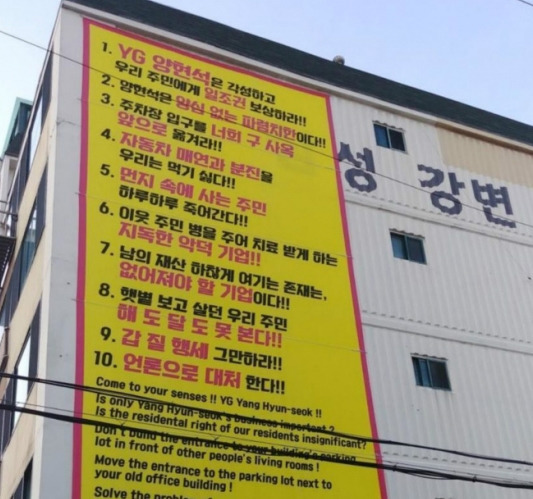 1. YG 양현석은 각성하고
우리 주민에게 일조권 보상하라!!
2. 양현석은 양심 없는 파렴치한이다!!
3. 주차장 입구를 너희 구 사옥
앞으로 옮겨라!!
4. 자동차 매연과 분진을
우리는 먹기 싫다!!
5. 먼지 속에 사는 주민
하루하루 죽어간다!!
6. 이웃 주민 병을 주어 치료 받게 하는
지독한 악덕 기업!!
7. 남의 재산 하찮게 여기는 존재는,
없어져야 할 기업이다!!
8. 햇볕 보고 살던 우리 주민
해 도 달 도 못 본다!!
9. 갑 질 행세 그만하라!!
10. 언론으로 대처 한다!!
Come to your senses !! YG Yang Hyun-seok !!
Is only Yang Hyun-seok's business important ?
Is the residental right of our residents insignificant?
Don't build the entrance to your building's parking
lot in front of other people's living rooms !
Move the entrance to the parking lot next to
your old office building !
Solve the
성 강변